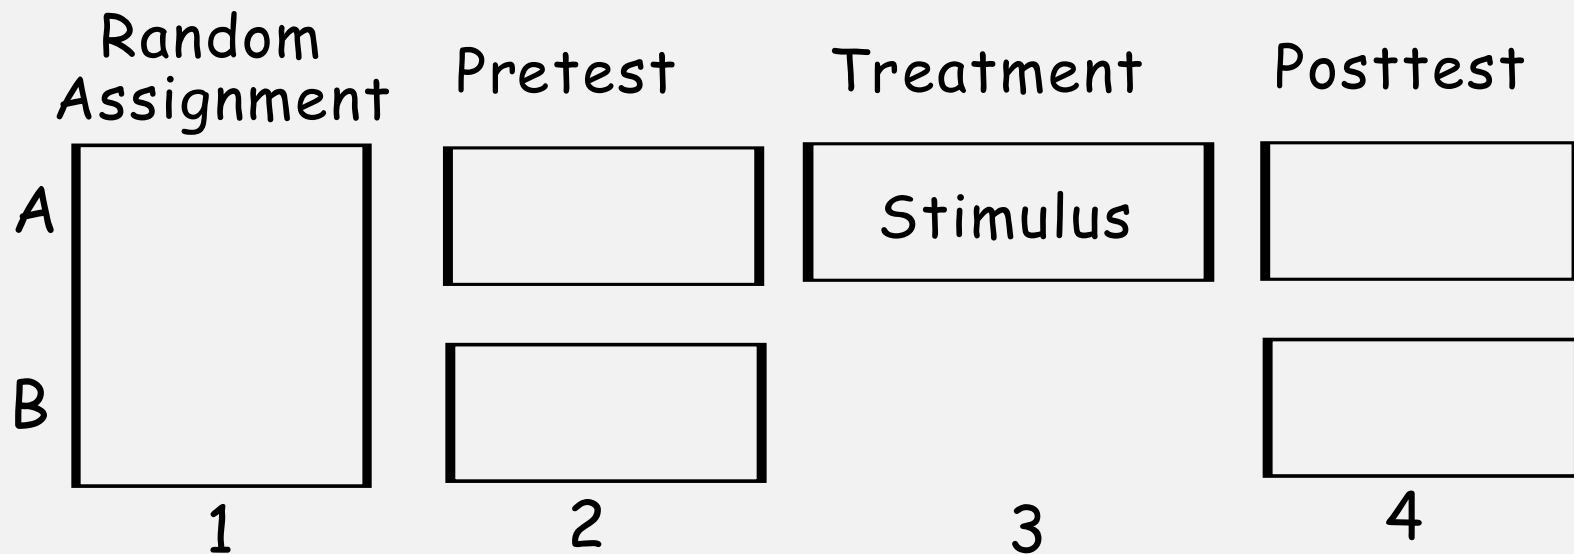 Random
Assignment
Pretest
Treatment
Posttest
A
Stimulus
B
1
2
3
4